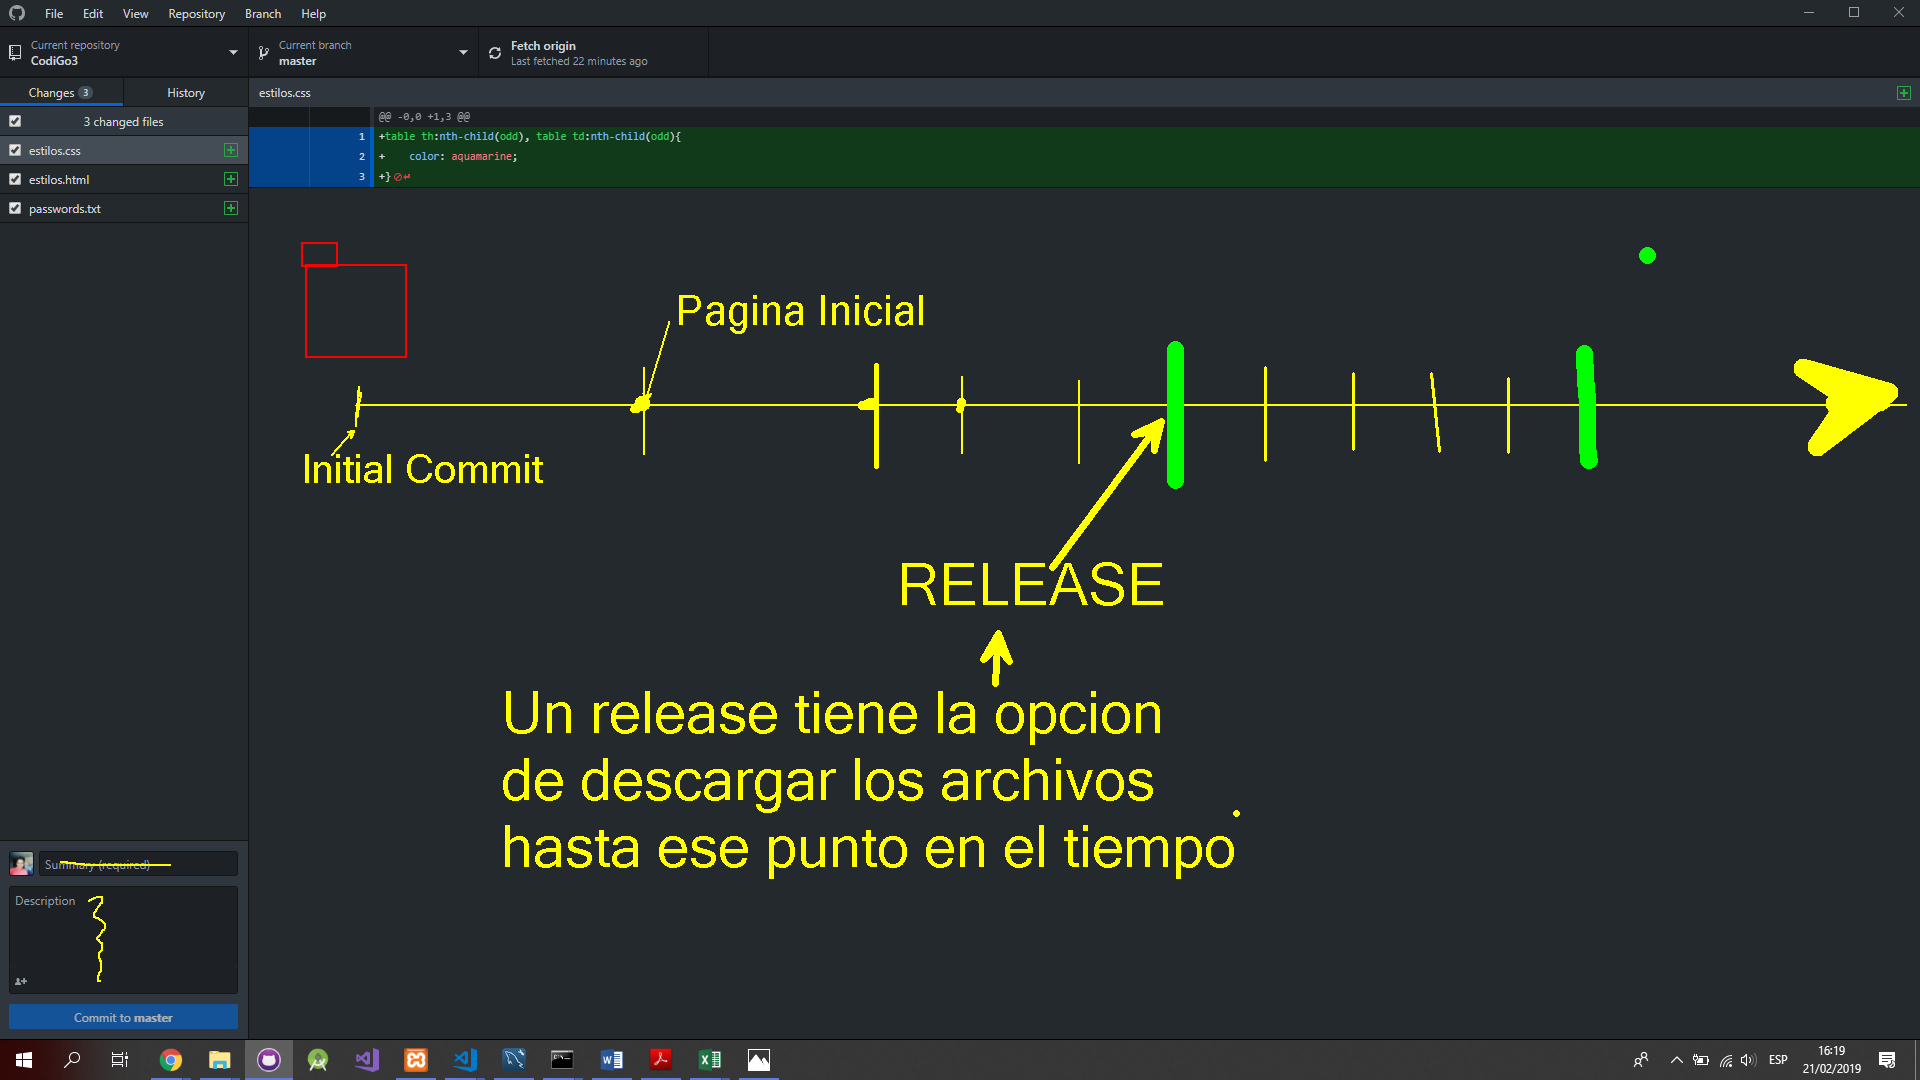 File Edit View Repository Branch Help
Current repository
CodiGo3
Current branch
master
Fetch origin
Last fetched 22 minutes ago
Changes 3
History
estilos.css
3 changed files
estilos.css
estilos.html
passwords.txt
@@ -0,0 +1,3 @@
1 +table th:nth-child(odd), table td:nth-child(odd){
2 +    color: aquamarine;
3 +}
Pagina Inicial
Initial Commit
RELEASE
Un release tiene la opcion
de descargar los archivos
hasta ese punto en el tiempo
Summary (required)
Description
Commit to master
ESP
16:19
21/02/2019